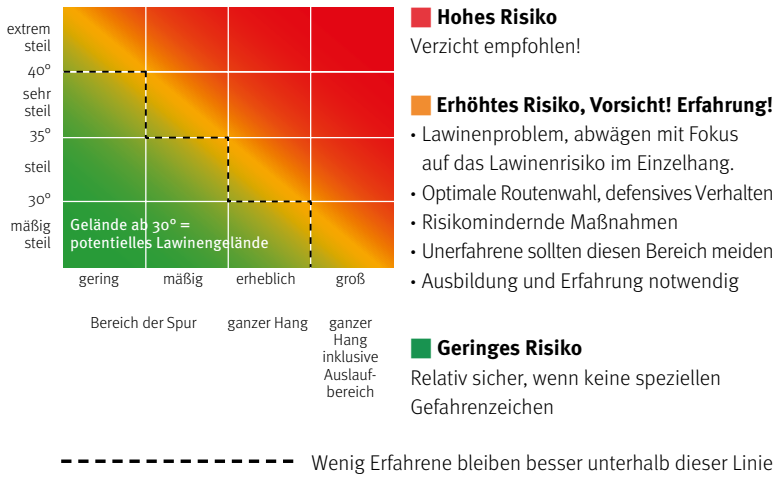 extrem
steil
40°
sehr
steil
35°
steil
30°
mäßig
steil
Gelände ab 30° =
potentielles Lawinengelände
gering mäßig erheblich groß
Bereich der Spur ganzer Hang ganzer
Hang
inklusive
Auslauf-
bereich
Hohes Risiko
Verzicht empfohlen!
Erhöhtes Risiko, Vorsicht! Erfahrung!
• Lawinenproblem, abwägen mit Fokus
auf das Lawinenrisiko im Einzelhang.
• Optimale Routenwahl, defensives Verhalten
• Risikomindernde Maßnahmen
• Unerfahrene sollten diesen Bereich meiden
• Ausbildung und Erfahrung notwendig
Geringes Risiko
Relativ sicher, wenn keine speziellen
Gefahrenzeichen
Wenig Erfahrene bleiben besser unterhalb dieser Linie